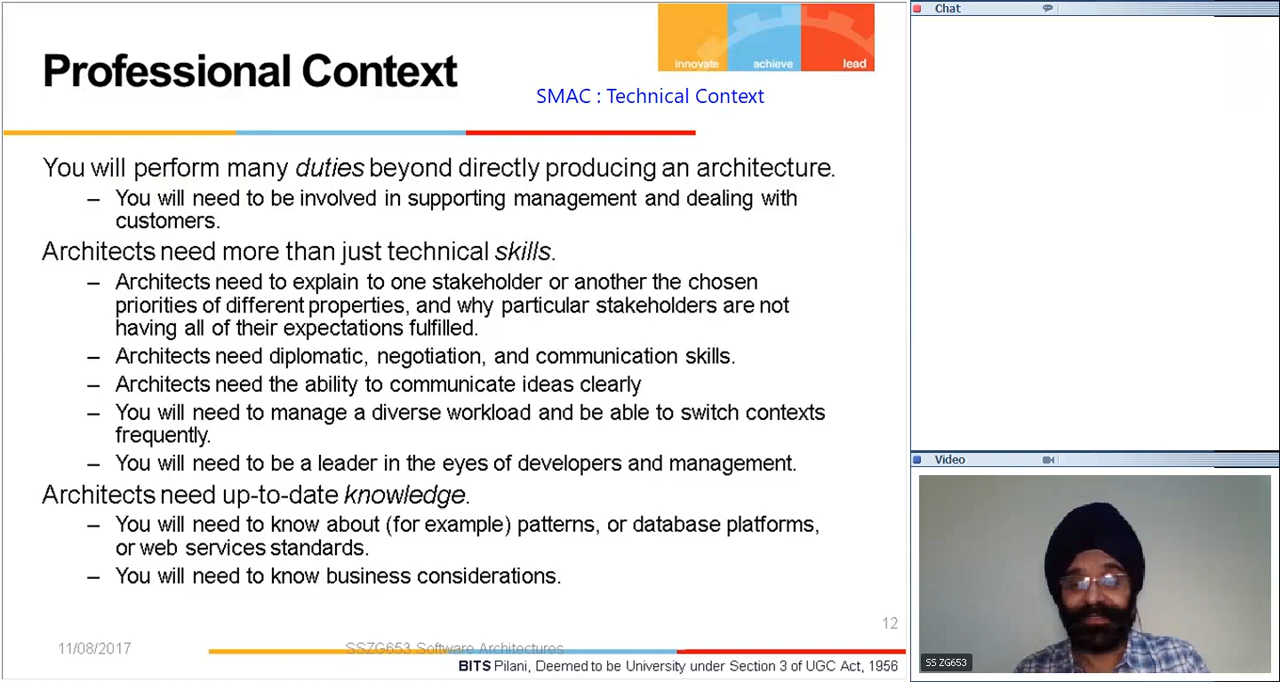 Professional Context
innovate achieve lead
SMAC : Technical Context
You will perform many duties beyond directly producing an architecture.
– You will need to be involved in supporting management and dealing with
customers.
Architects need more than just technical skills.
– Architects need to explain to one stakeholder or another the chosen
priorities of different properties, and why particular stakeholders are not
having all of their expectations fulfilled.
– Architects need diplomatic, negotiation, and communication skills.
– Architects need the ability to communicate ideas clearly
– You will need to manage a diverse workload and be able to switch contexts
frequently.
– You will need to be a leader in the eyes of developers and management.
Architects need up-to-date knowledge.
– You will need to know about (for example) patterns, or database platforms,
or web services standards.
– You will need to know business considerations.
12
11/08/2017 SSZG653 Software Architectures
BITS Pilani, Deemed to be University under Section 3 of UGC Act, 1956
Chat
Video
SS ZG653